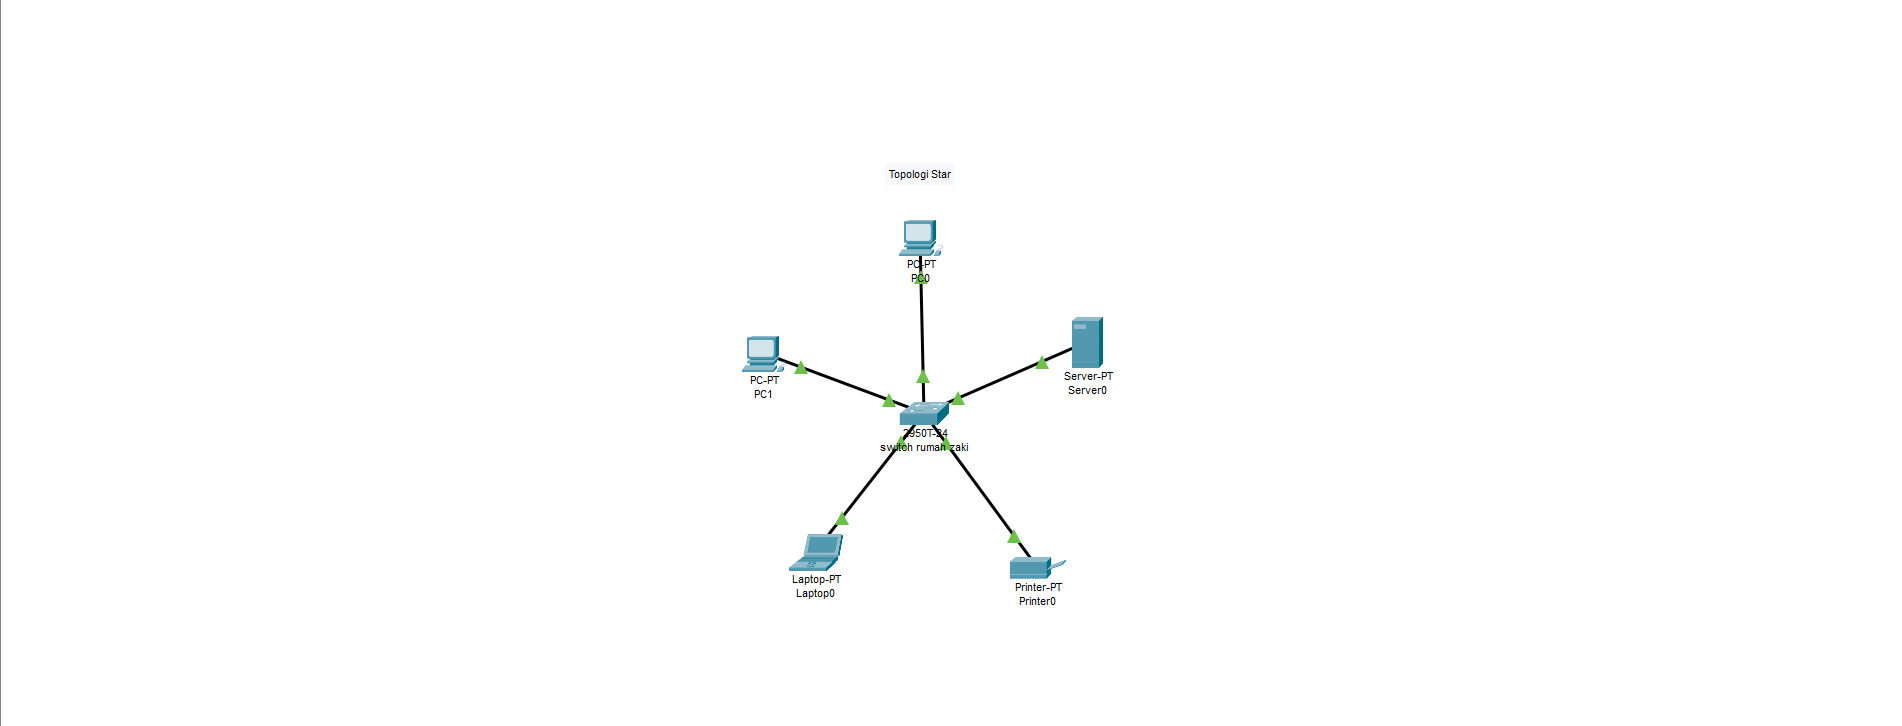 Topologi Star
PC-PT
PC0
PC-PT
PC1
Server-PT
Server0
2950T-24
switch rumah zaki
Laptop-PT
Laptop0
Printer-PT
Printer0